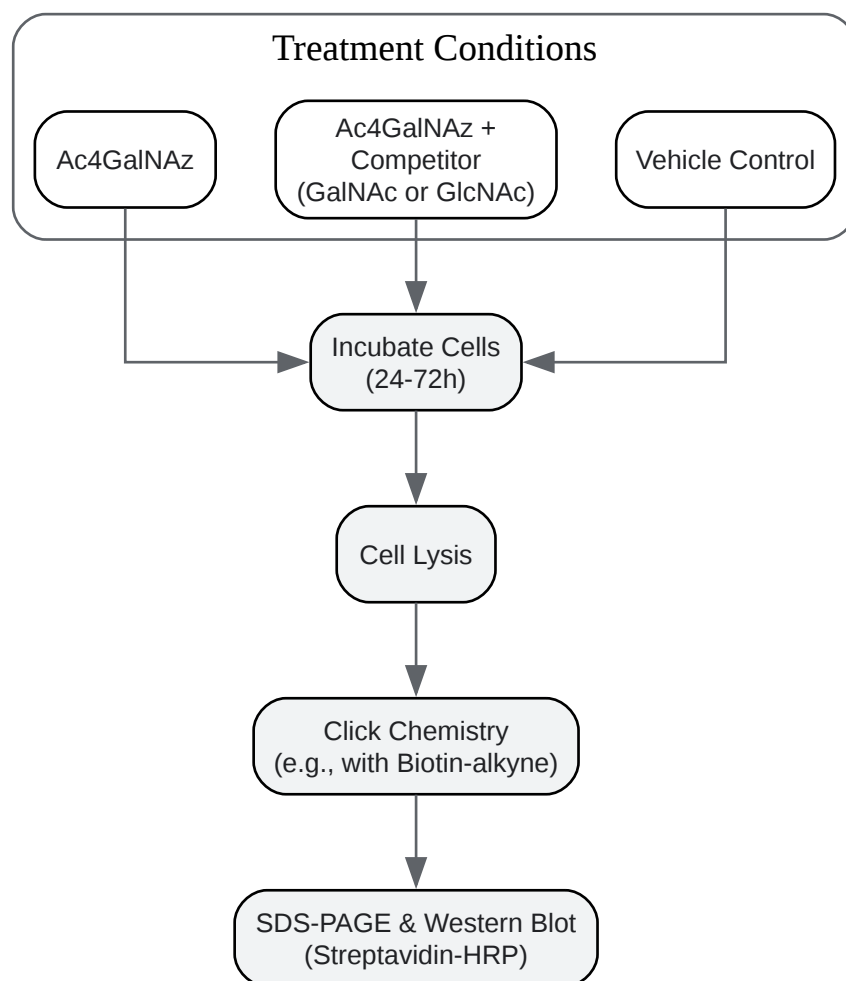 Treatment Conditions
Ac4GalNAz
Ac4GalNAz +
Competitor
(GalNAc or GlcNAc)
Vehicle Control
Incubate Cells
(24-72h)
Cell Lysis
Click Chemistry
(e.g., with Biotin-alkyne)
SDS-PAGE & Western Blot
(Streptavidin-HRP)